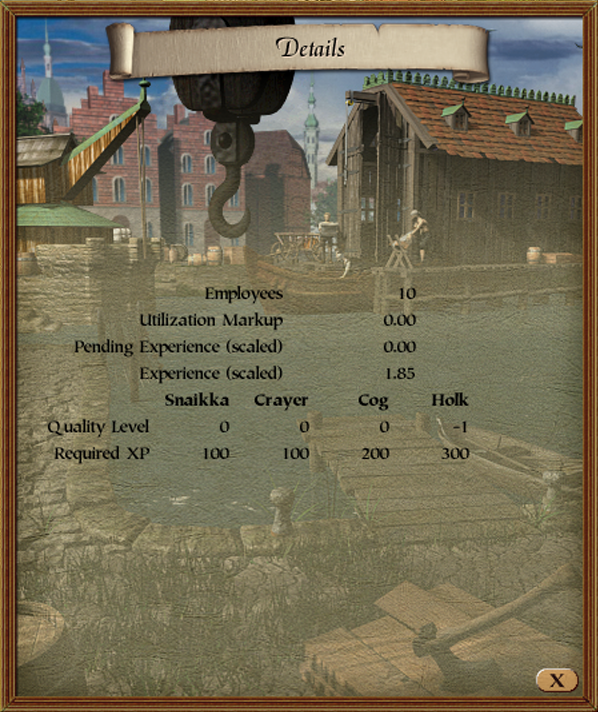 Details
Employees 10
Utilization Markup 0.00
Pending Experience (scaled) 0.00
Experience (scaled) 1.85
Snaikka Crayer Cog Holk
Quality Level 0 0 0 -1
Required XP 100 100 200 300
X